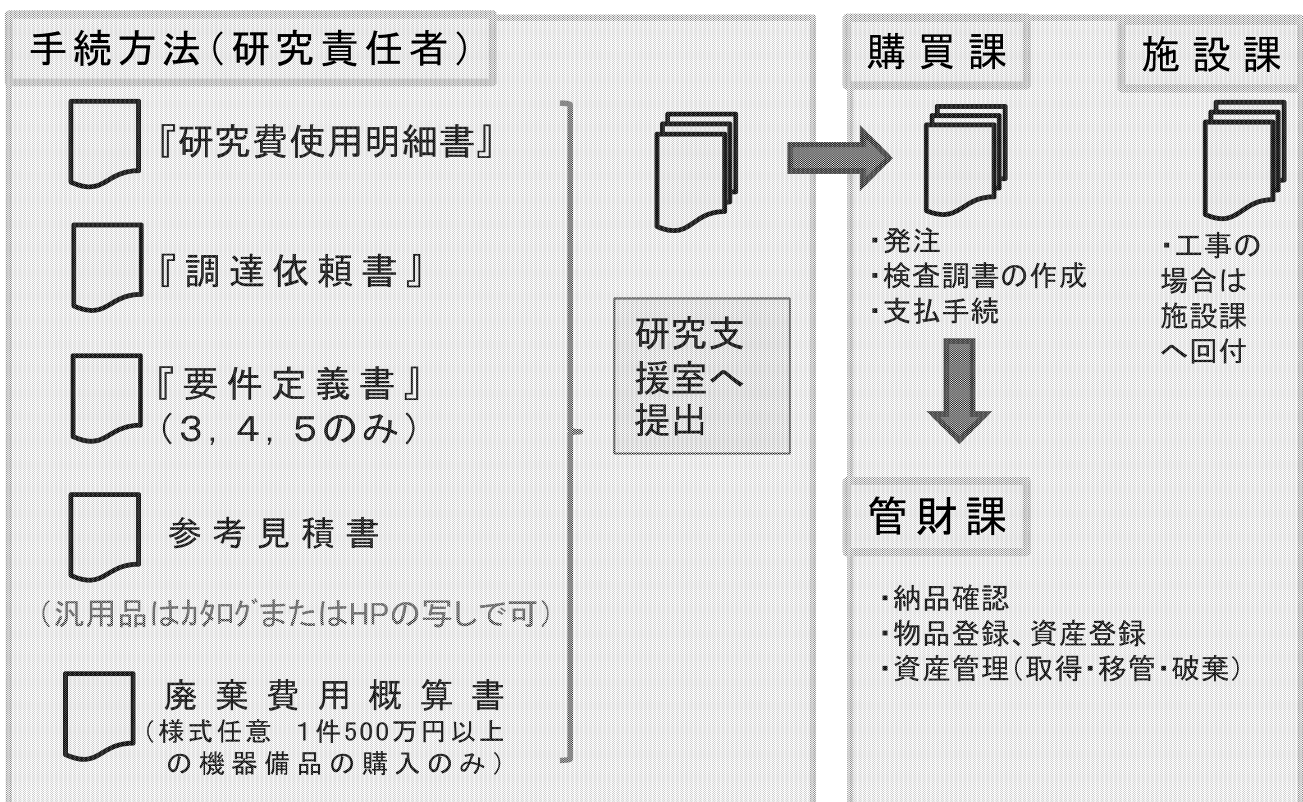 手続方法(研究責任者)
『研究費使用明細書』
『調達依頼書』
『要件定義書』
(3,4,5のみ)
参考見積書
(汎用品はｶﾀﾛｸﾞまたはHPの写しで可)
廃棄費用概算書
(様式任意 1件500万円以上
の機器備品の購入のみ)
研究支
援室へ
提出
購買課
・発注
・検査調書の作成
・支払手続
施設課
・工事の
場合は
施設課
へ回付
管財課
・納品確認
・物品登録、資産登録
・資産管理(取得・移管・破棄)